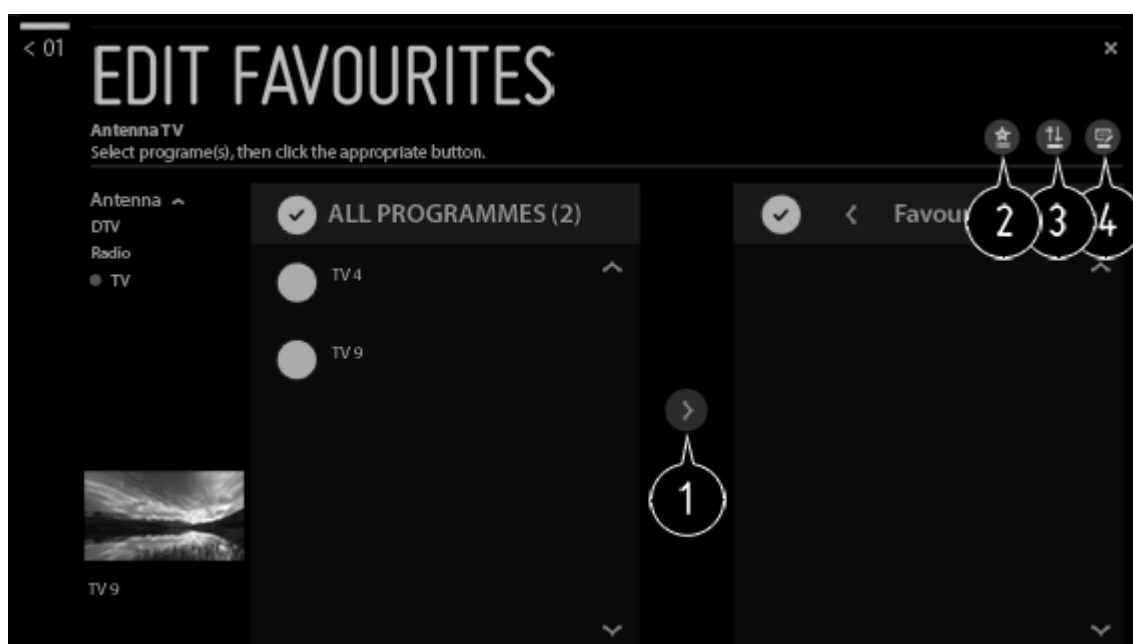 < 01
EDIT FAVOURITES
×
Antenna TV
Select programe(s), then click the appropriate button.
Antenna
DTV
Radio
TV
ALL PROGRAMMES (2)
Favou
2
3
4
TV 4
TV 9
1
TV 9